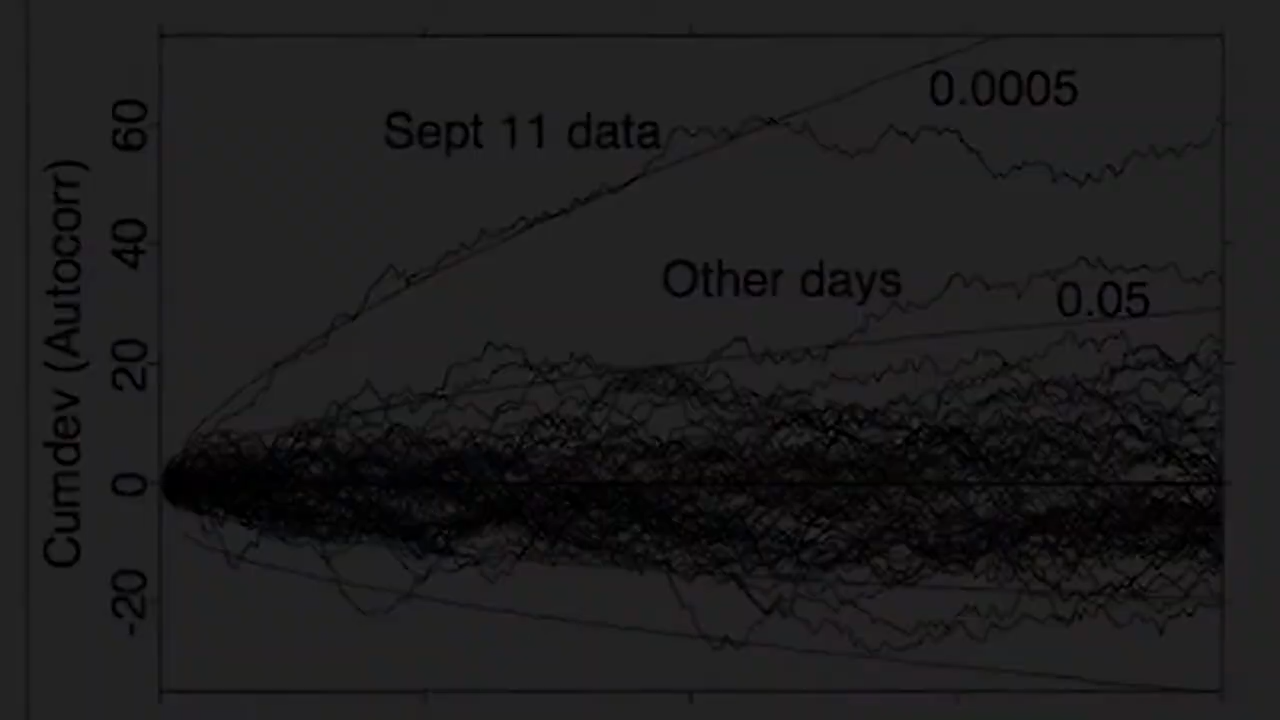 0.0005
Sept 11 data
Other days
0.05
Cumdev (Autocorr)
60
40
20
0
-20